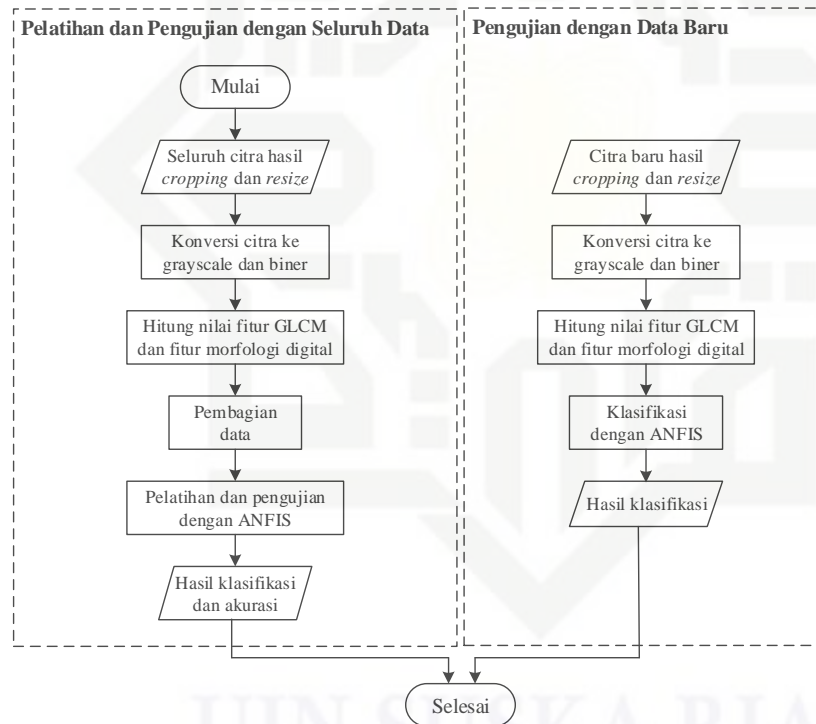 Pelatihan dan Pengujian dengan Seluruh Data
Mulai
Seluruh citra hasil
cropping dan resize
Konversi citra ke
grayscale dan biner
Hitung nilai fitur GLCM
dan fitur morfologi digital
Pembagian
data
Pelatihan dan pengujian
dengan ANFIS
Hasil klasifikasi
dan akurasi
Pengujian dengan Data Baru
Citra baru hasil
cropping dan resize
Konversi citra ke
grayscale dan biner
Hitung nilai fitur GLCM
dan fitur morfologi digital
Klasifikasi
dengan ANFIS
Hasil klasifikasi
Selesai